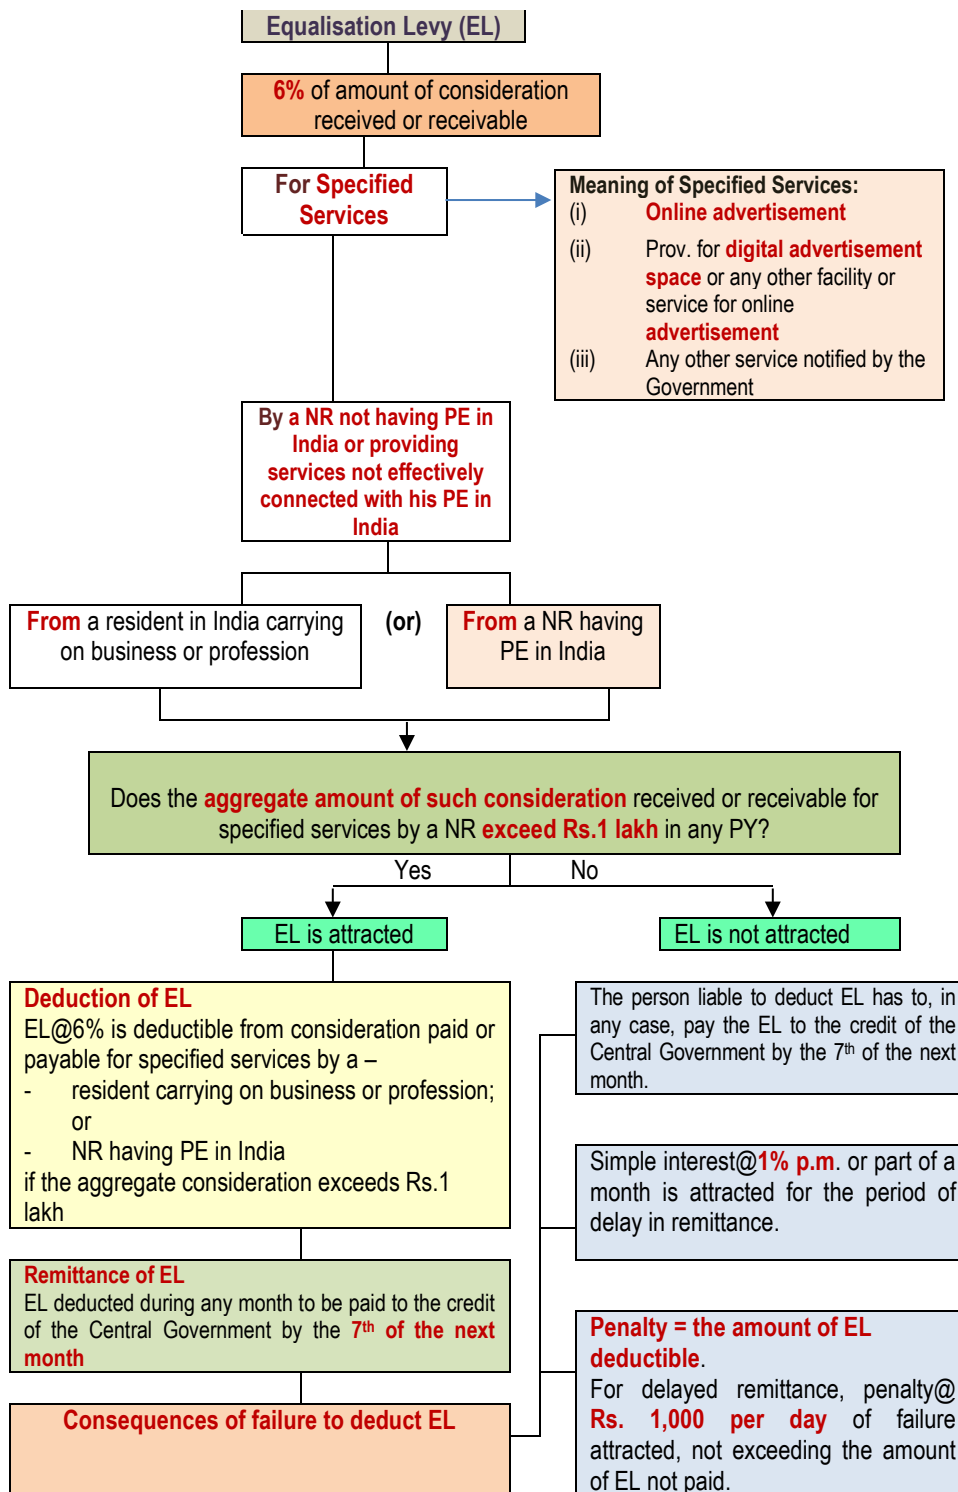 Equalisation Levy (EL)
6% of amount of consideration
received or receivable
For Specified
Services
Meaning of Specified Services:
(i) Online advertisement
(ii) Prov. for digital advertisement
space or any other facility or
service for online
advertisement
(iii) Any other service notified by the
Government
By a NR not having PE in
India or providing
services not effectively
connected with his PE in
India
From a resident in India carrying
on business or profession
(or)
From a NR having
PE in India
Does the aggregate amount of such consideration received or receivable for
specified services by a NR exceed Rs.1 lakh in any PY?
Yes
No
EL is attracted
EL is not attracted
Deduction of EL
EL@6% is deductible from consideration paid or
payable for specified services by a –
- resident carrying on business or profession;
or
- NR having PE in India
if the aggregate consideration exceeds Rs.1
lakh
Remittance of EL
EL deducted during any month to be paid to the credit
of the Central Government by the 7th of the next
month
Consequences of failure to deduct EL
The person liable to deduct EL has to, in
any case, pay the EL to the credit of the
Central Government by the 7th of the next
month.
Simple interest@1% p.m. or part of a
month is attracted for the period of
delay in remittance.
Penalty = the amount of EL
deductible.
For delayed remittance, penalty@
Rs. 1,000 per day of failure
attracted, not exceeding the amount
of EL not paid.